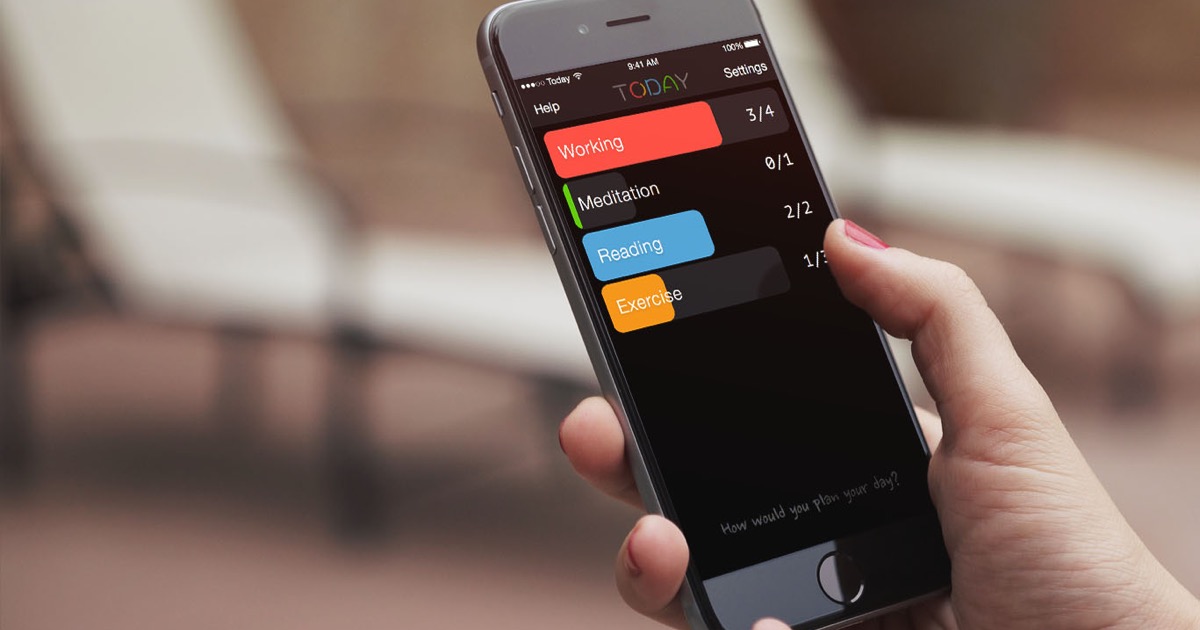 ●●●○○ Today 9:41 AM 100%
Help TODAY Settings
Working 3/4
Meditation 0/1
Reading 2/2
Exercise 1/3
How would you plan your day?